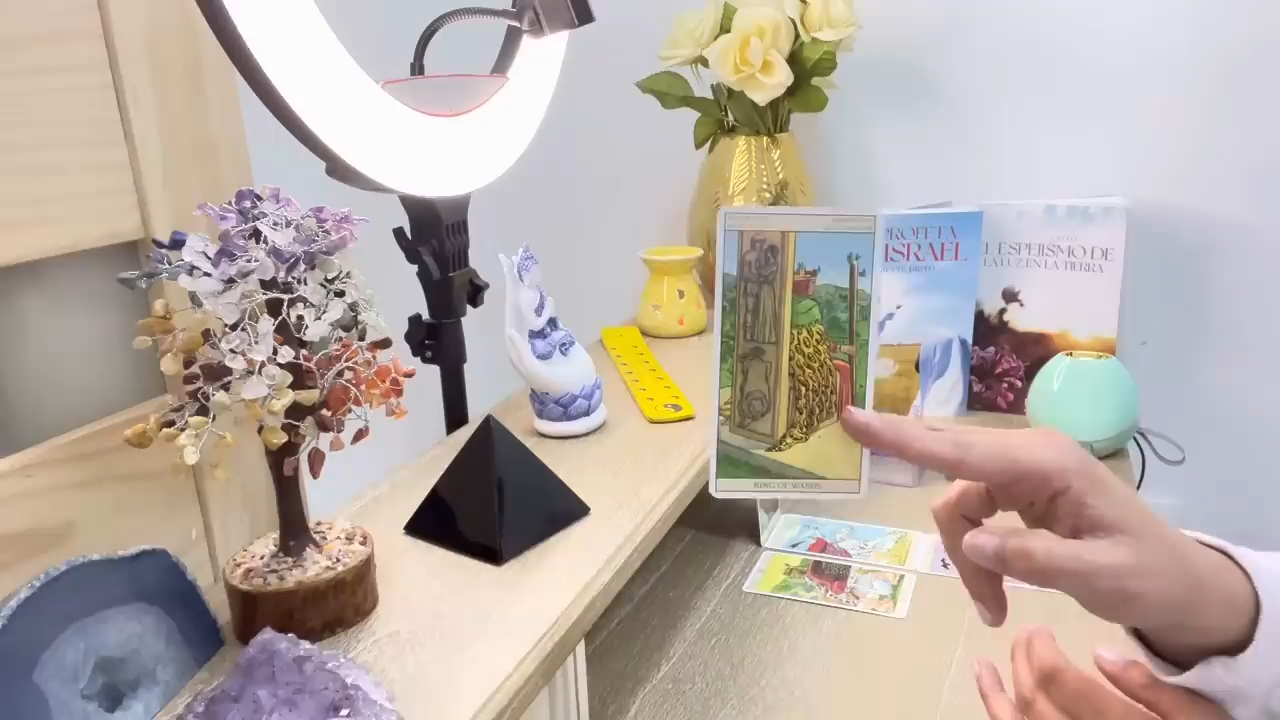 KING OF WANDS
PROFETA
ISRAEL
EL ESPEJISMO DE
LA LUZ EN LA TIERRA